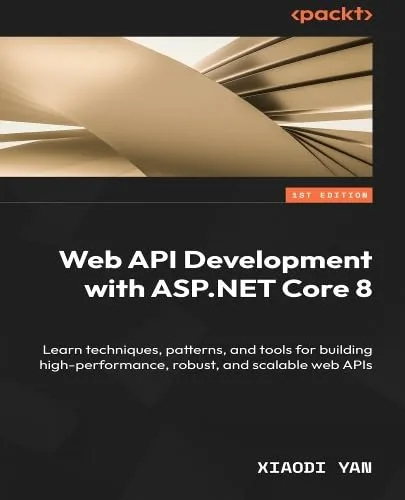 <packt>
1ST EDITION
Web API Development
with ASP.NET Core 8
Learn techniques, patterns, and tools for building
high-performance, robust, and scalable web APIs
XIAODI YAN